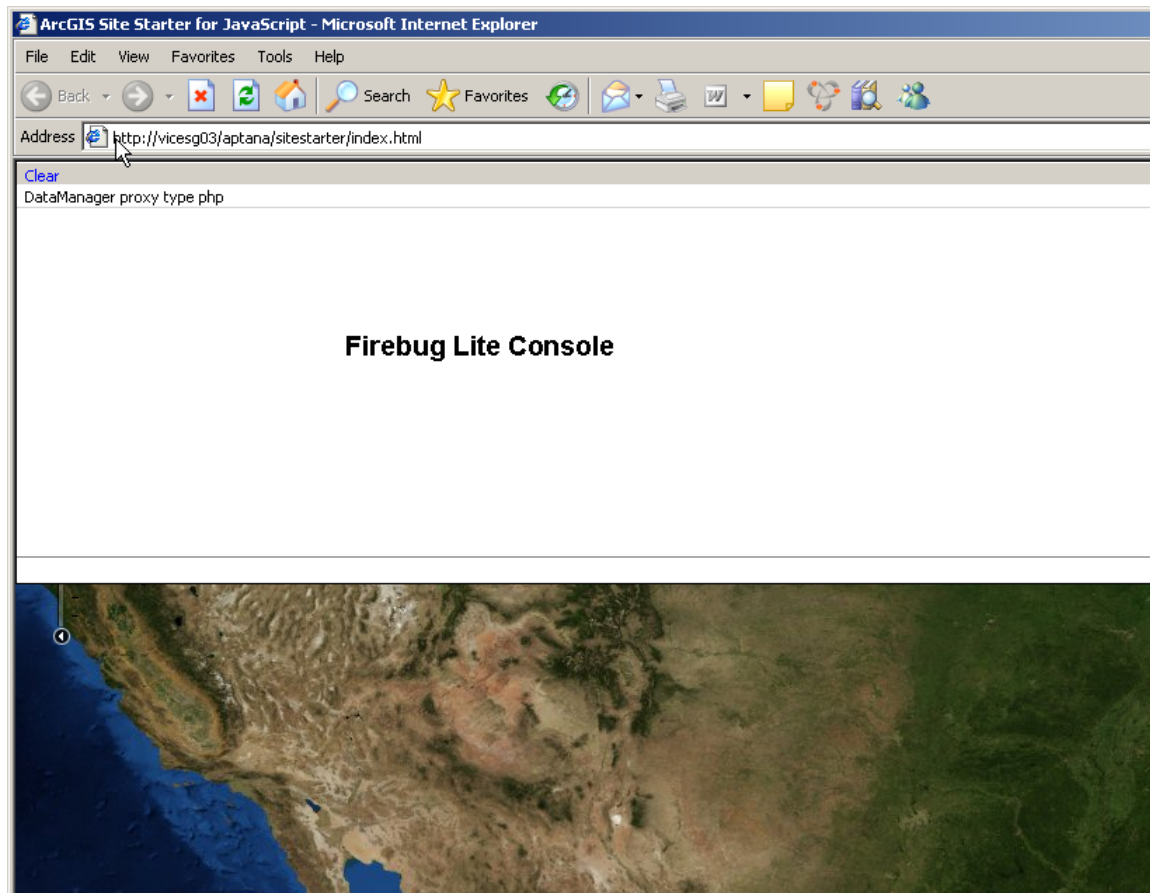 ArcGIS Site Starter for JavaScript - Microsoft Internet Explorer
File Edit View Favorites Tools Help
Back Search Favorites
Address http://vicesg03/aptana/sitestarter/index.html
Clear
DataManager proxy type php
Firebug Lite Console